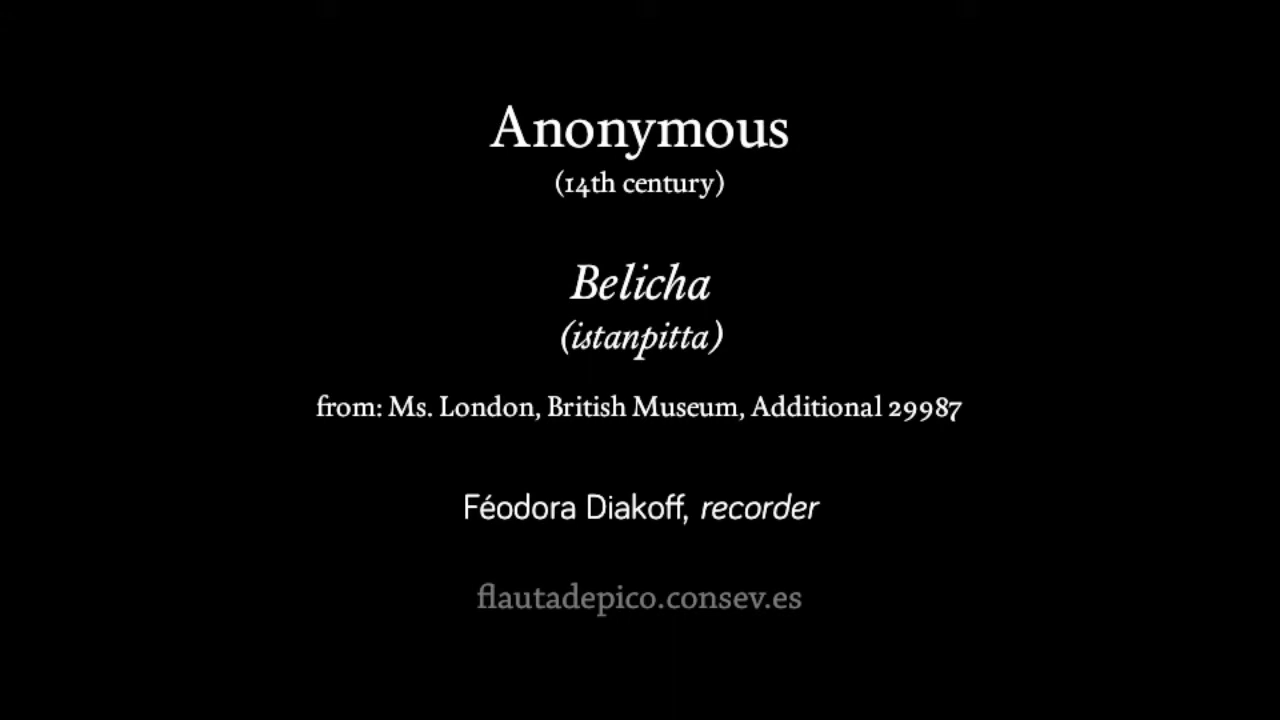 Anonymous
(14th century)
Belicha
(istanpitta)
from: Ms. London, British Museum, Additional 29987
Féodora Diakoff, recorder
flautadepico.consev.es